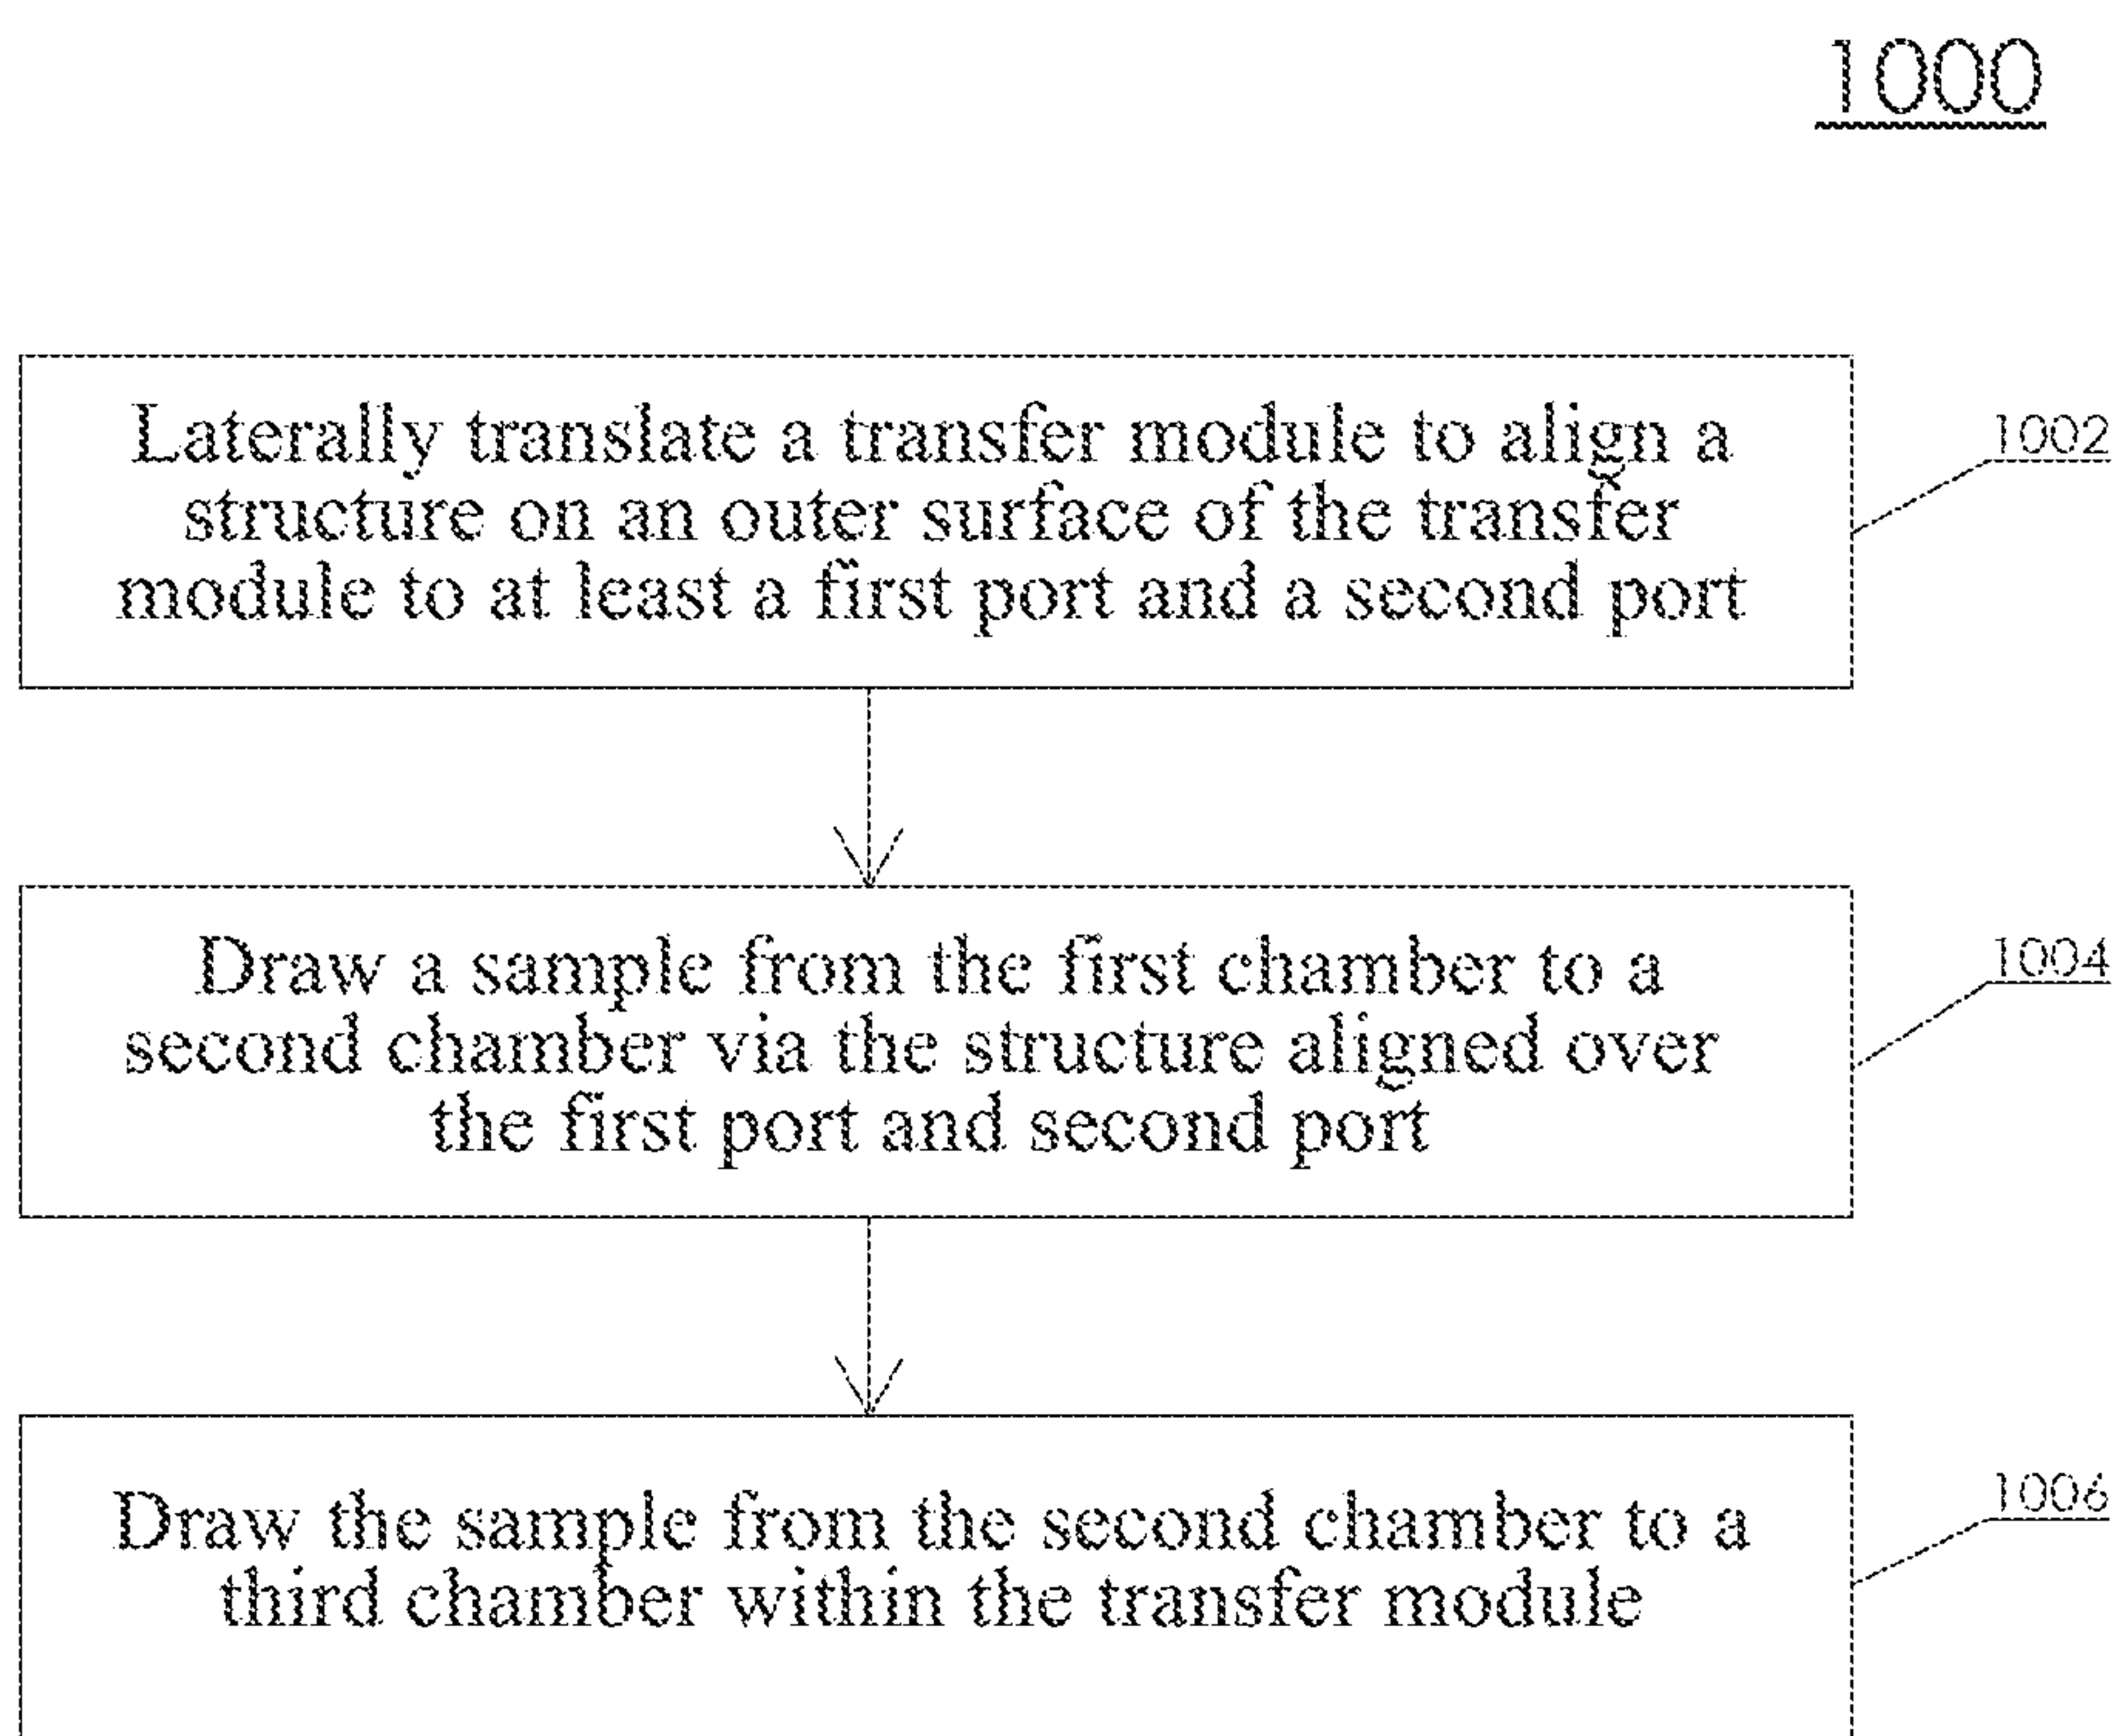 1000
Laterally translate a transfer module to align a
structure on an outer surface of the transfer
module to at least a first port and a second port
1002
Draw a sample from the first chamber to a
second chamber via the structure aligned over
the first port and second port
1004
Draw the sample from the second chamber to a
third chamber within the transfer module
1006